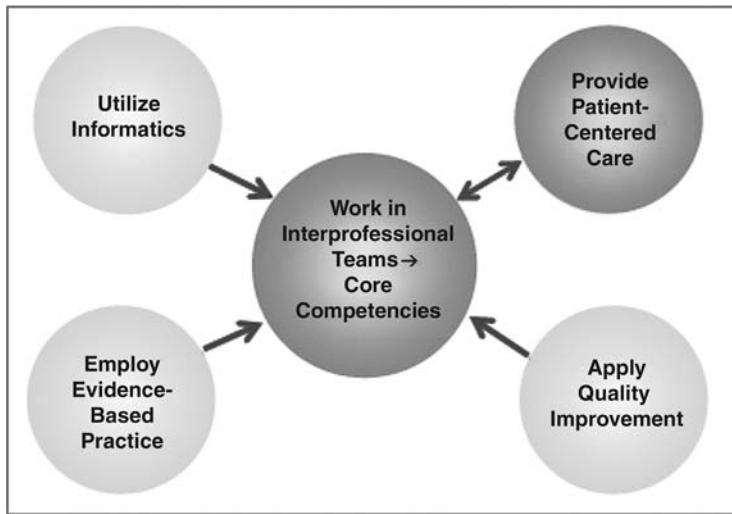 Utilize
Informatics
Provide
Patient-
Centered
Care
Work in
Interprofessional
Teams→
Core
Competencies
Employ
Evidence-
Based
Practice
Apply
Quality
Improvement